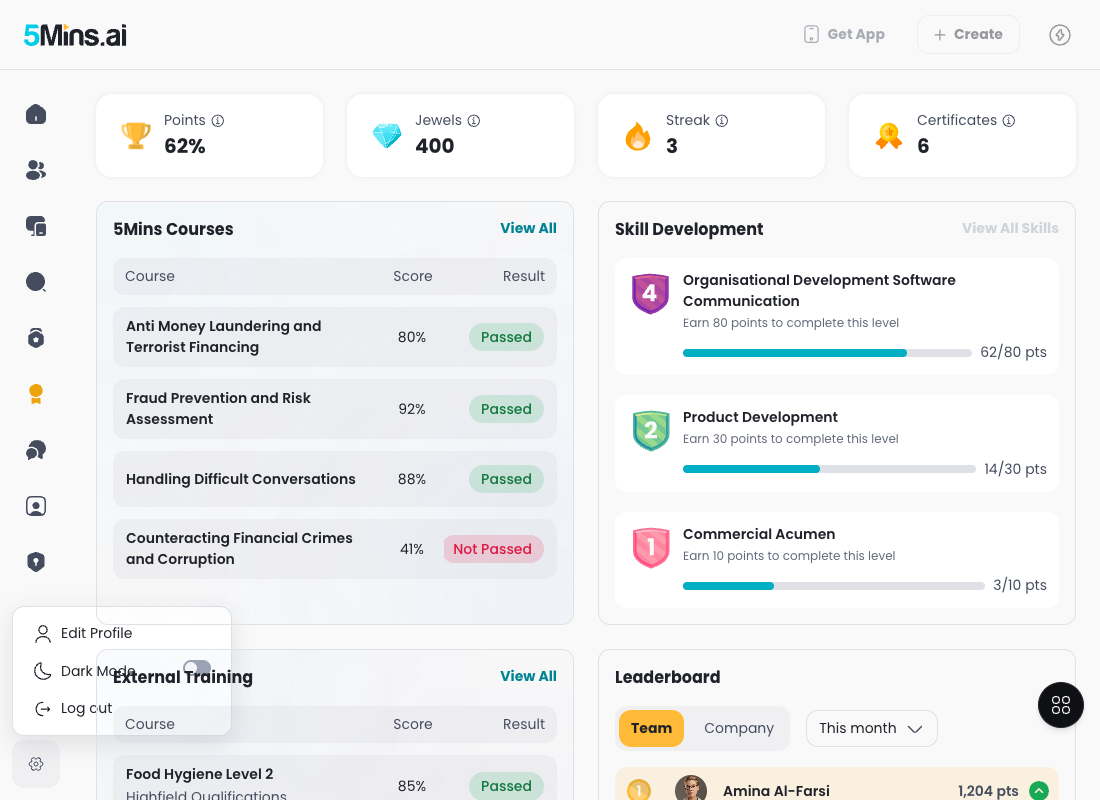 5Mins.ai
Get App
Create
Points
62%
Jewels
400
Streak
3
Certificates
6
5Mins Courses
View All
Course Score Result
Anti Money Laundering and
Terrorist Financing
80%
Passed
Fraud Prevention and Risk
Assessment
92%
Passed
Handling Difficult Conversations
88%
Passed
Counteracting Financial Crimes
and Corruption
41%
Not Passed
Skill Development
View All Skills
4
Organisational Development Software
Communication
Earn 80 points to complete this level
62/80 pts
2
Product Development
Earn 30 points to complete this level
14/30 pts
1
Commercial Acumen
Earn 10 points to complete this level
3/10 pts
Edit Profile
Dark Mode
Log out
External Training
View All
Course Score Result
Food Hygiene Level 2
Highfield Qualifications
85%
Passed
Leaderboard
Team
Company
This month
1
Amina Al-Farsi
1,204 pts